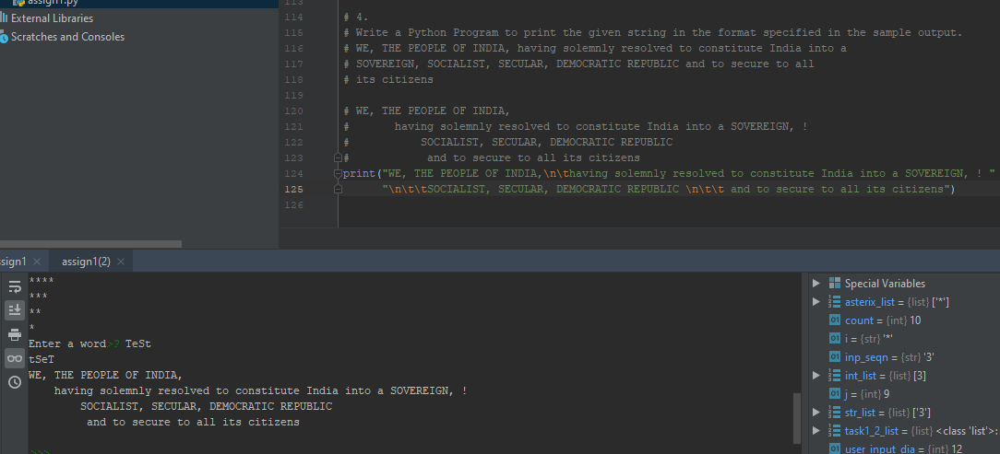 assign1.py
External Libraries
Scratches and Consoles
113
114 # 4.
115 # Write a Python Program to print the given string in the format specified in the sample output.
116 # WE, THE PEOPLE OF INDIA, having solemnly resolved to constitute India into a
117 # SOVEREIGN, SOCIALIST, SECULAR, DEMOCRATIC REPUBLIC and to secure to all
118 # its citizens
119
120 # WE, THE PEOPLE OF INDIA,
121 #       having solemnly resolved to constitute India into a SOVEREIGN, !
122 #           SOCIALIST, SECULAR, DEMOCRATIC REPUBLIC
123 #            and to secure to all its citizens
124 print("WE, THE PEOPLE OF INDIA,\n\thaving solemnly resolved to constitute India into a SOVEREIGN, ! "
125       "\n\t\tSOCIALIST, SECULAR, DEMOCRATIC REPUBLIC \n\t\t and to secure to all its citizens")
126
ssign1 × assign1(2) ×
****
***
**
*
Enter a word>? TeSt
tSeT
WE, THE PEOPLE OF INDIA,
    having solemnly resolved to constitute India into a SOVEREIGN, !
        SOCIALIST, SECULAR, DEMOCRATIC REPUBLIC
         and to secure to all its citizens
>>>
Special Variables
asterix_list = {list} ['*']
count = {int} 10
i = {str} '*'
inp_seqn = {str} '3'
int_list = {list} [3]
j = {int} 9
str_list = {list} ['3']
task1_2_list = {list} <class 'list'>:
user_input_dia = {int} 12